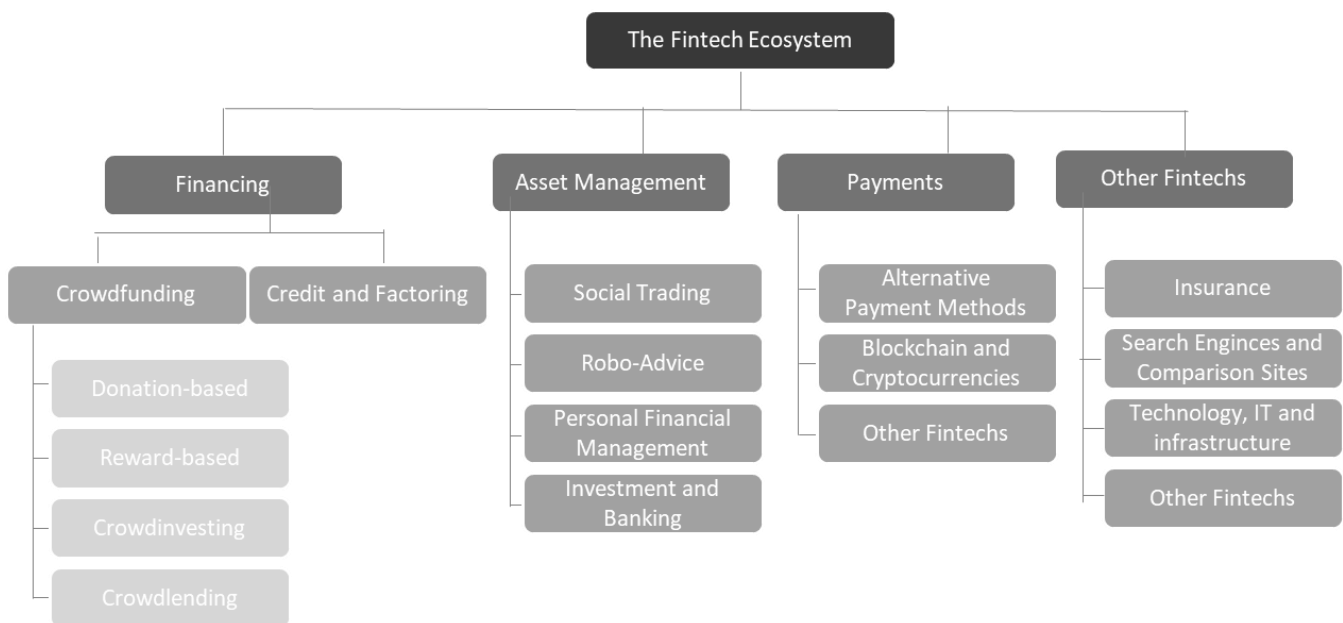 The Fintech Ecosystem
Financing
Asset Management
Payments
Other Fintechs
Crowdfunding
Credit and Factoring
Donation-based
Reward-based
Crowdinvesting
Crowdlending
Social Trading
Robo-Advice
Personal Financial
Management
Investment and
Banking
Alternative
Payment Methods
Blockchain and
Cryptocurrencies
Other Fintechs
Insurance
Search Enginces and
Comparison Sites
Technology, IT and
infrastructure
Other Fintechs